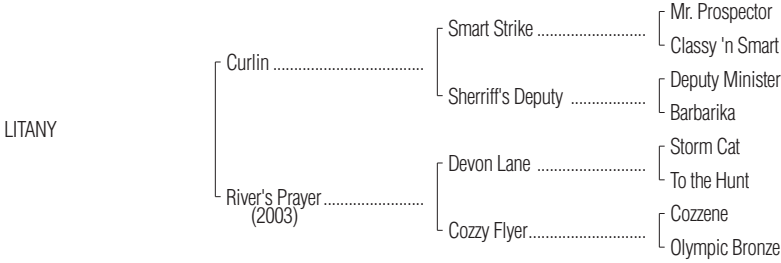 Mr. Prospector
Smart Strike ........................
Classy 'n Smart
Curlin ..................................
Deputy Minister
Sherriff's Deputy .................
Barbarika
LITANY
Storm Cat
Devon Lane ........................
To the Hunt
River's Prayer.......................
(2003)
Cozzene
Cozzy Flyer..........................
Olympic Bronze